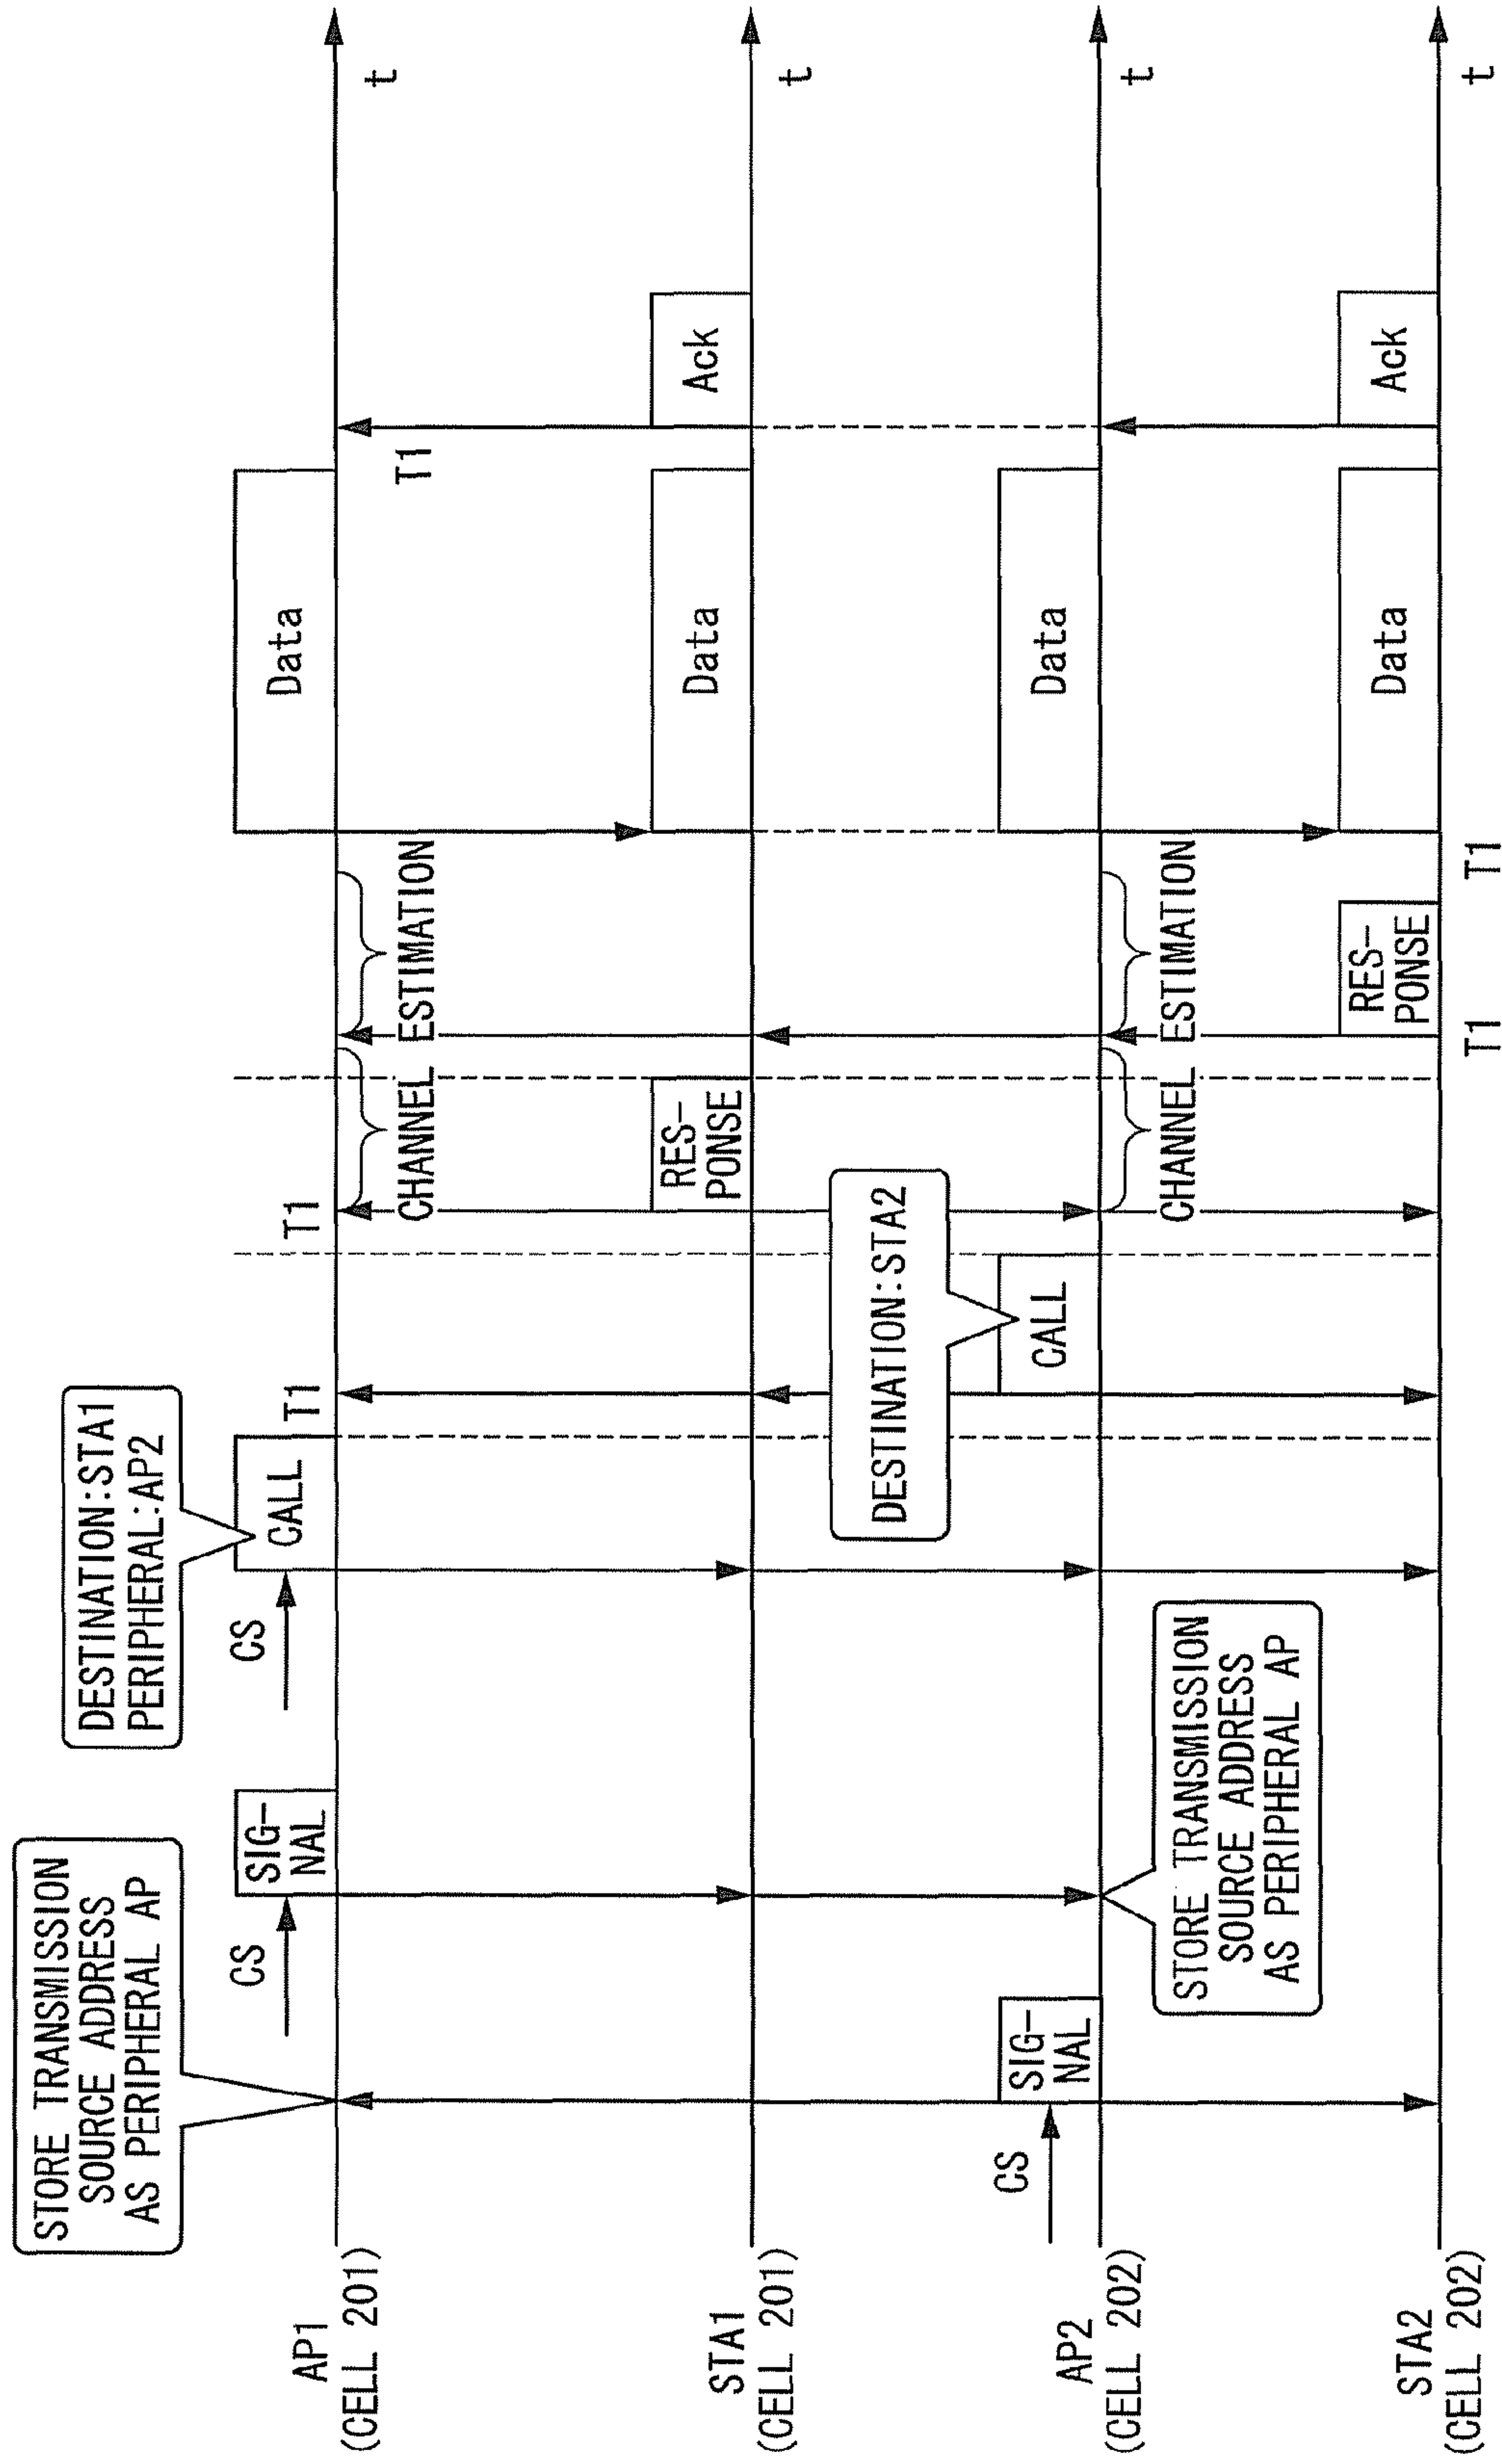 STORE TRANSMISSION
SOURCE ADDRESS
AS PERIPHERAL AP
DESTINATION:STA1
PERIPHERAL:AP2
CS
SIG-
NAL
CS
CALL
T1
T1
Data
AP1
(CELL 201)
CHANNEL ESTIMATION
T1
t
RES-
PONSE
Data
Ack
STA1
(CELL 201)
t
DESTINATION:STA2
CS
SIG-
NAL
CALL
Data
AP2
(CELL 202)
STORE TRANSMISSION
SOURCE ADDRESS
AS PERIPHERAL AP
CHANNEL ESTIMATION
t
RES-
PONSE
Data
Ack
STA2
(CELL 202)
T1
T1
t